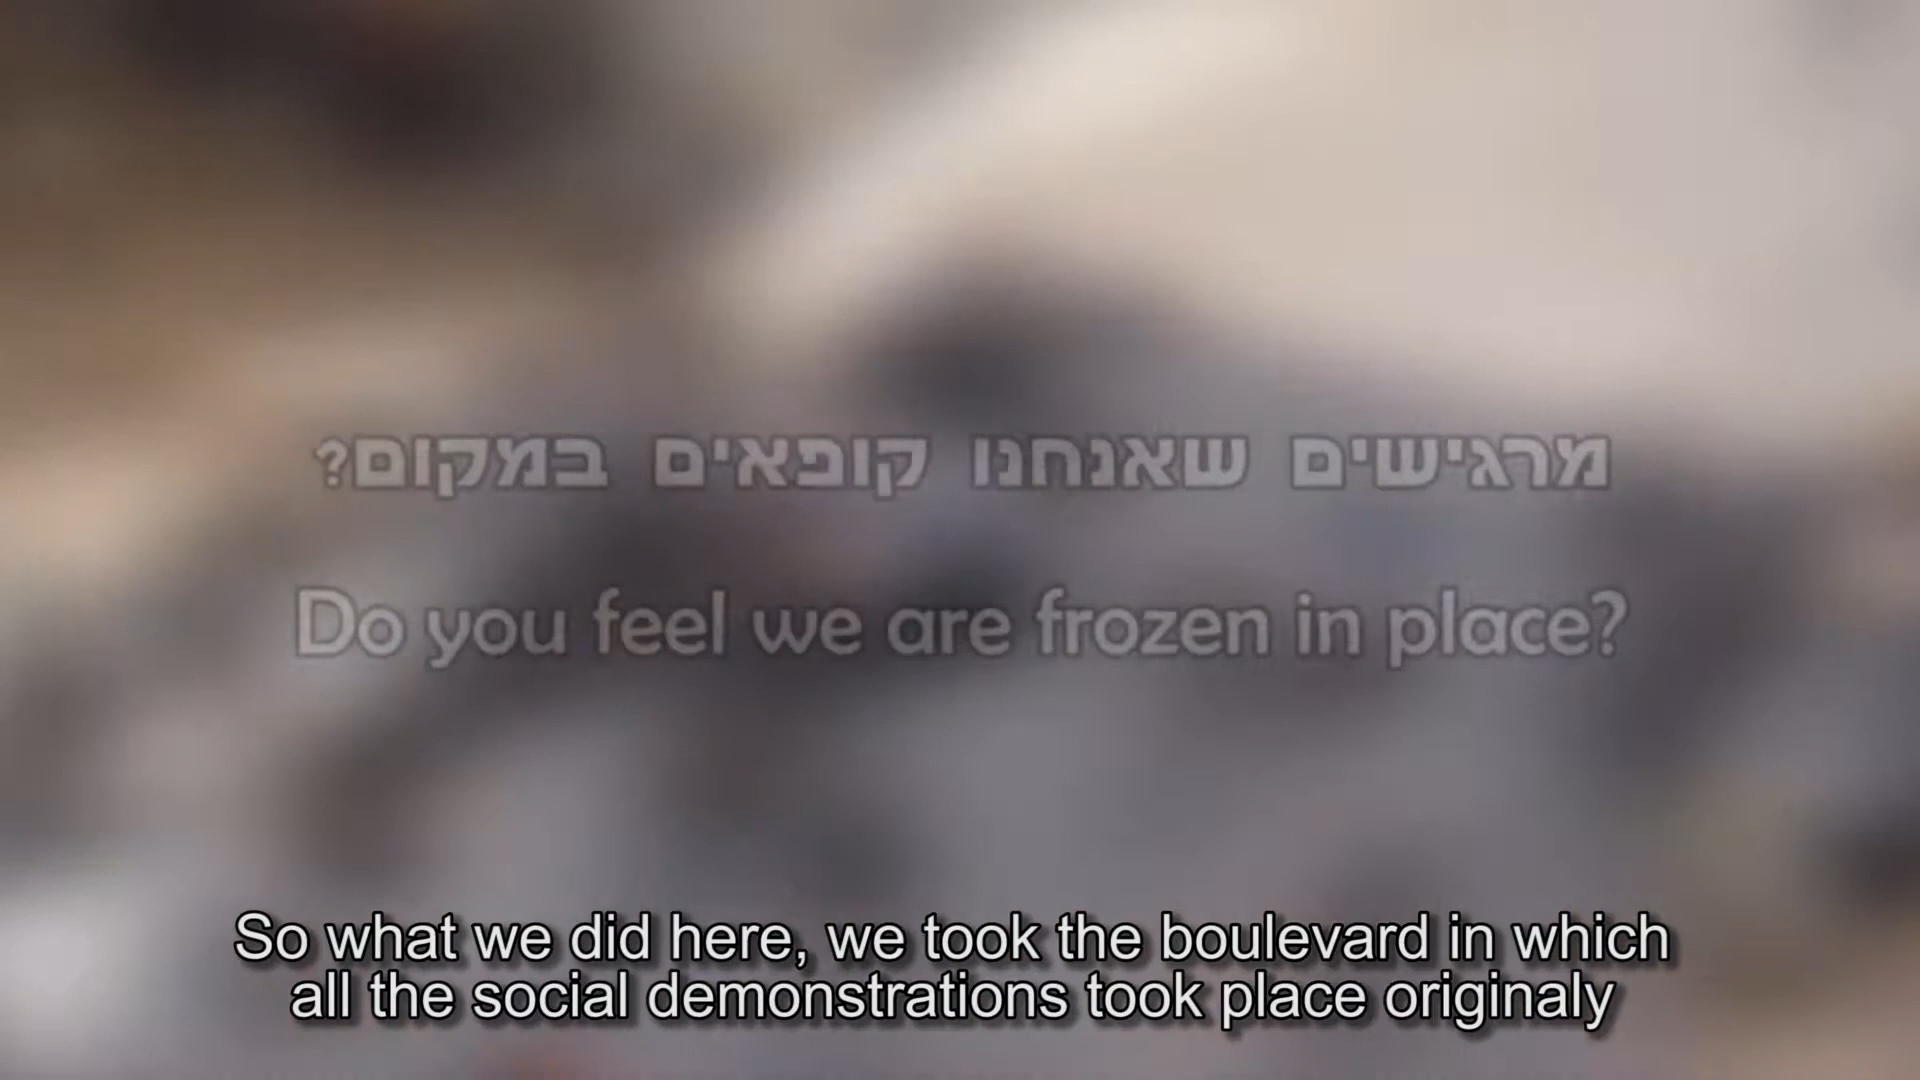 מרגישים שאנחנו קופאים במקום?
Do you feel we are frozen in place?
So what we did here, we took the boulevard in which
all the social demonstrations took place originaly